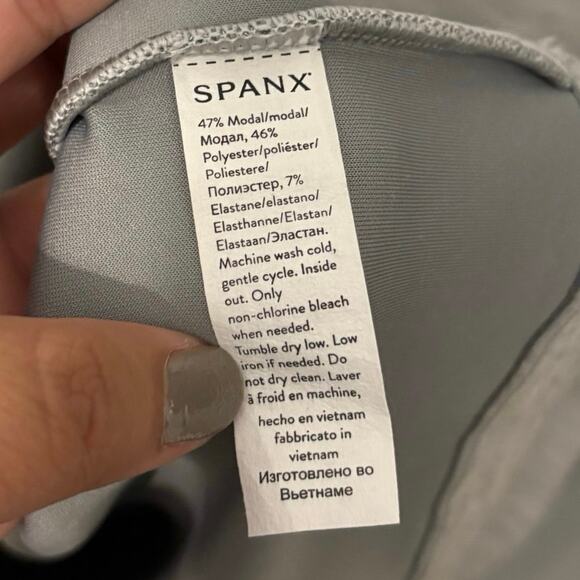 SPANX
47% Modal/modal/
Модал, 46%
Polyester/poliéster/
Poliestere/
Полиэстер, 7%
Elastane/elastano/
Elasthanne/Elastan/
Elastaan/Эластан.
Machine wash cold,
gentle cycle. Inside
out. Only
non-chlorine bleach
when needed.
Tumble dry low. Low
iron if needed. Do
not dry clean. Laver
à froid en machine,
hecho en vietnam
fabbricato in
vietnam
Изготовлено во
Вьетнаме